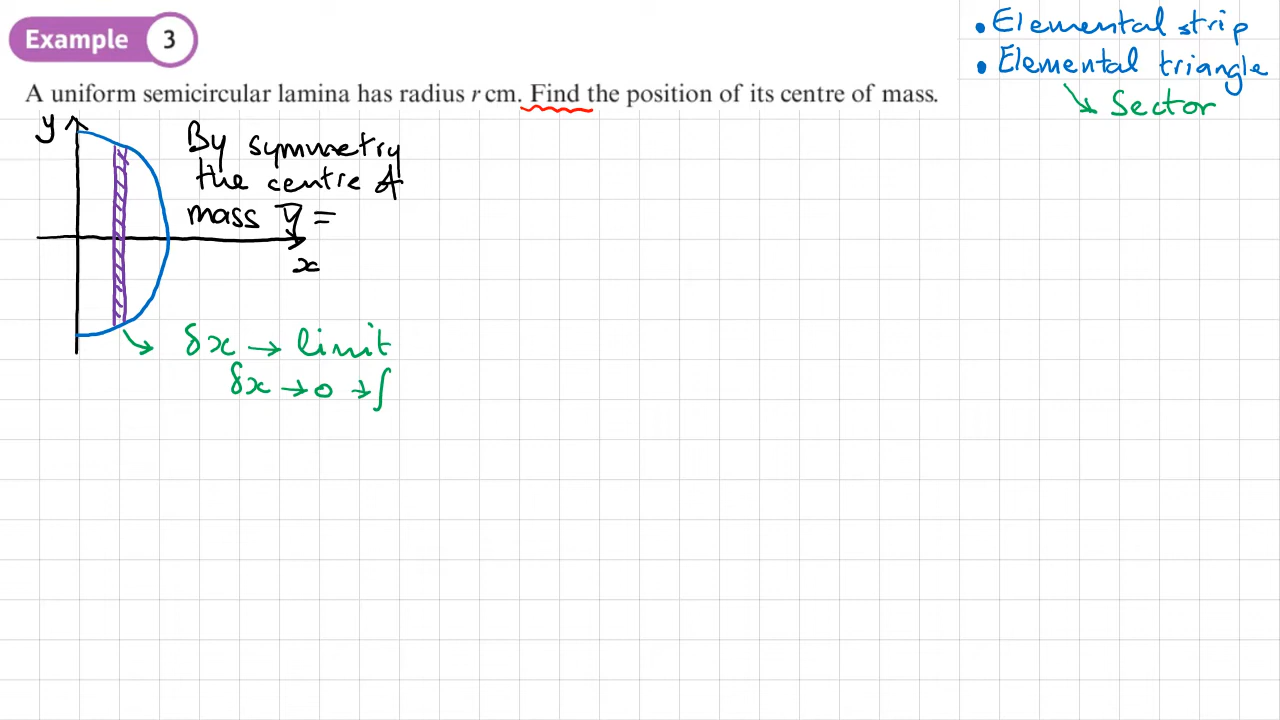 Example 3
• Elemental strip
• Elemental triangle
↘ Sector
A uniform semicircular lamina has radius r cm. Find the position of its centre of mass.
y
By symmetry
the centre of
mass ȳ =
x
δx → limit
δx → 0 → ∫